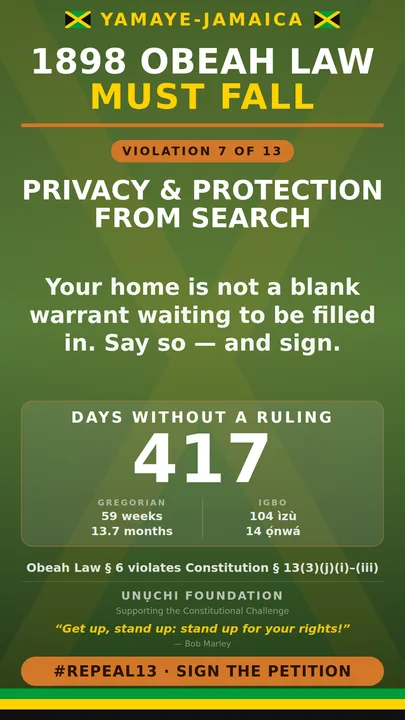 YAMAYE-JAMAICA
1898 OBEAH LAW
MUST FALL
VIOLATION 7 OF 13
PRIVACY & PROTECTION
FROM SEARCH
Your home is not a blank
warrant waiting to be filled
in. Say so — and sign.
DAYS WITHOUT A RULING
417
GREGORIAN
59 weeks
13.7 months
IGBO
104 ìzù
14 ọ́nwá
Obeah Law § 6 violates Constitution § 13(3)(j)(i)–(iii)
UNỤCHI FOUNDATION
Supporting the Constitutional Challenge
“Get up, stand up: stand up for your rights!”
— Bob Marley
#REPEAL13 · SIGN THE PETITION